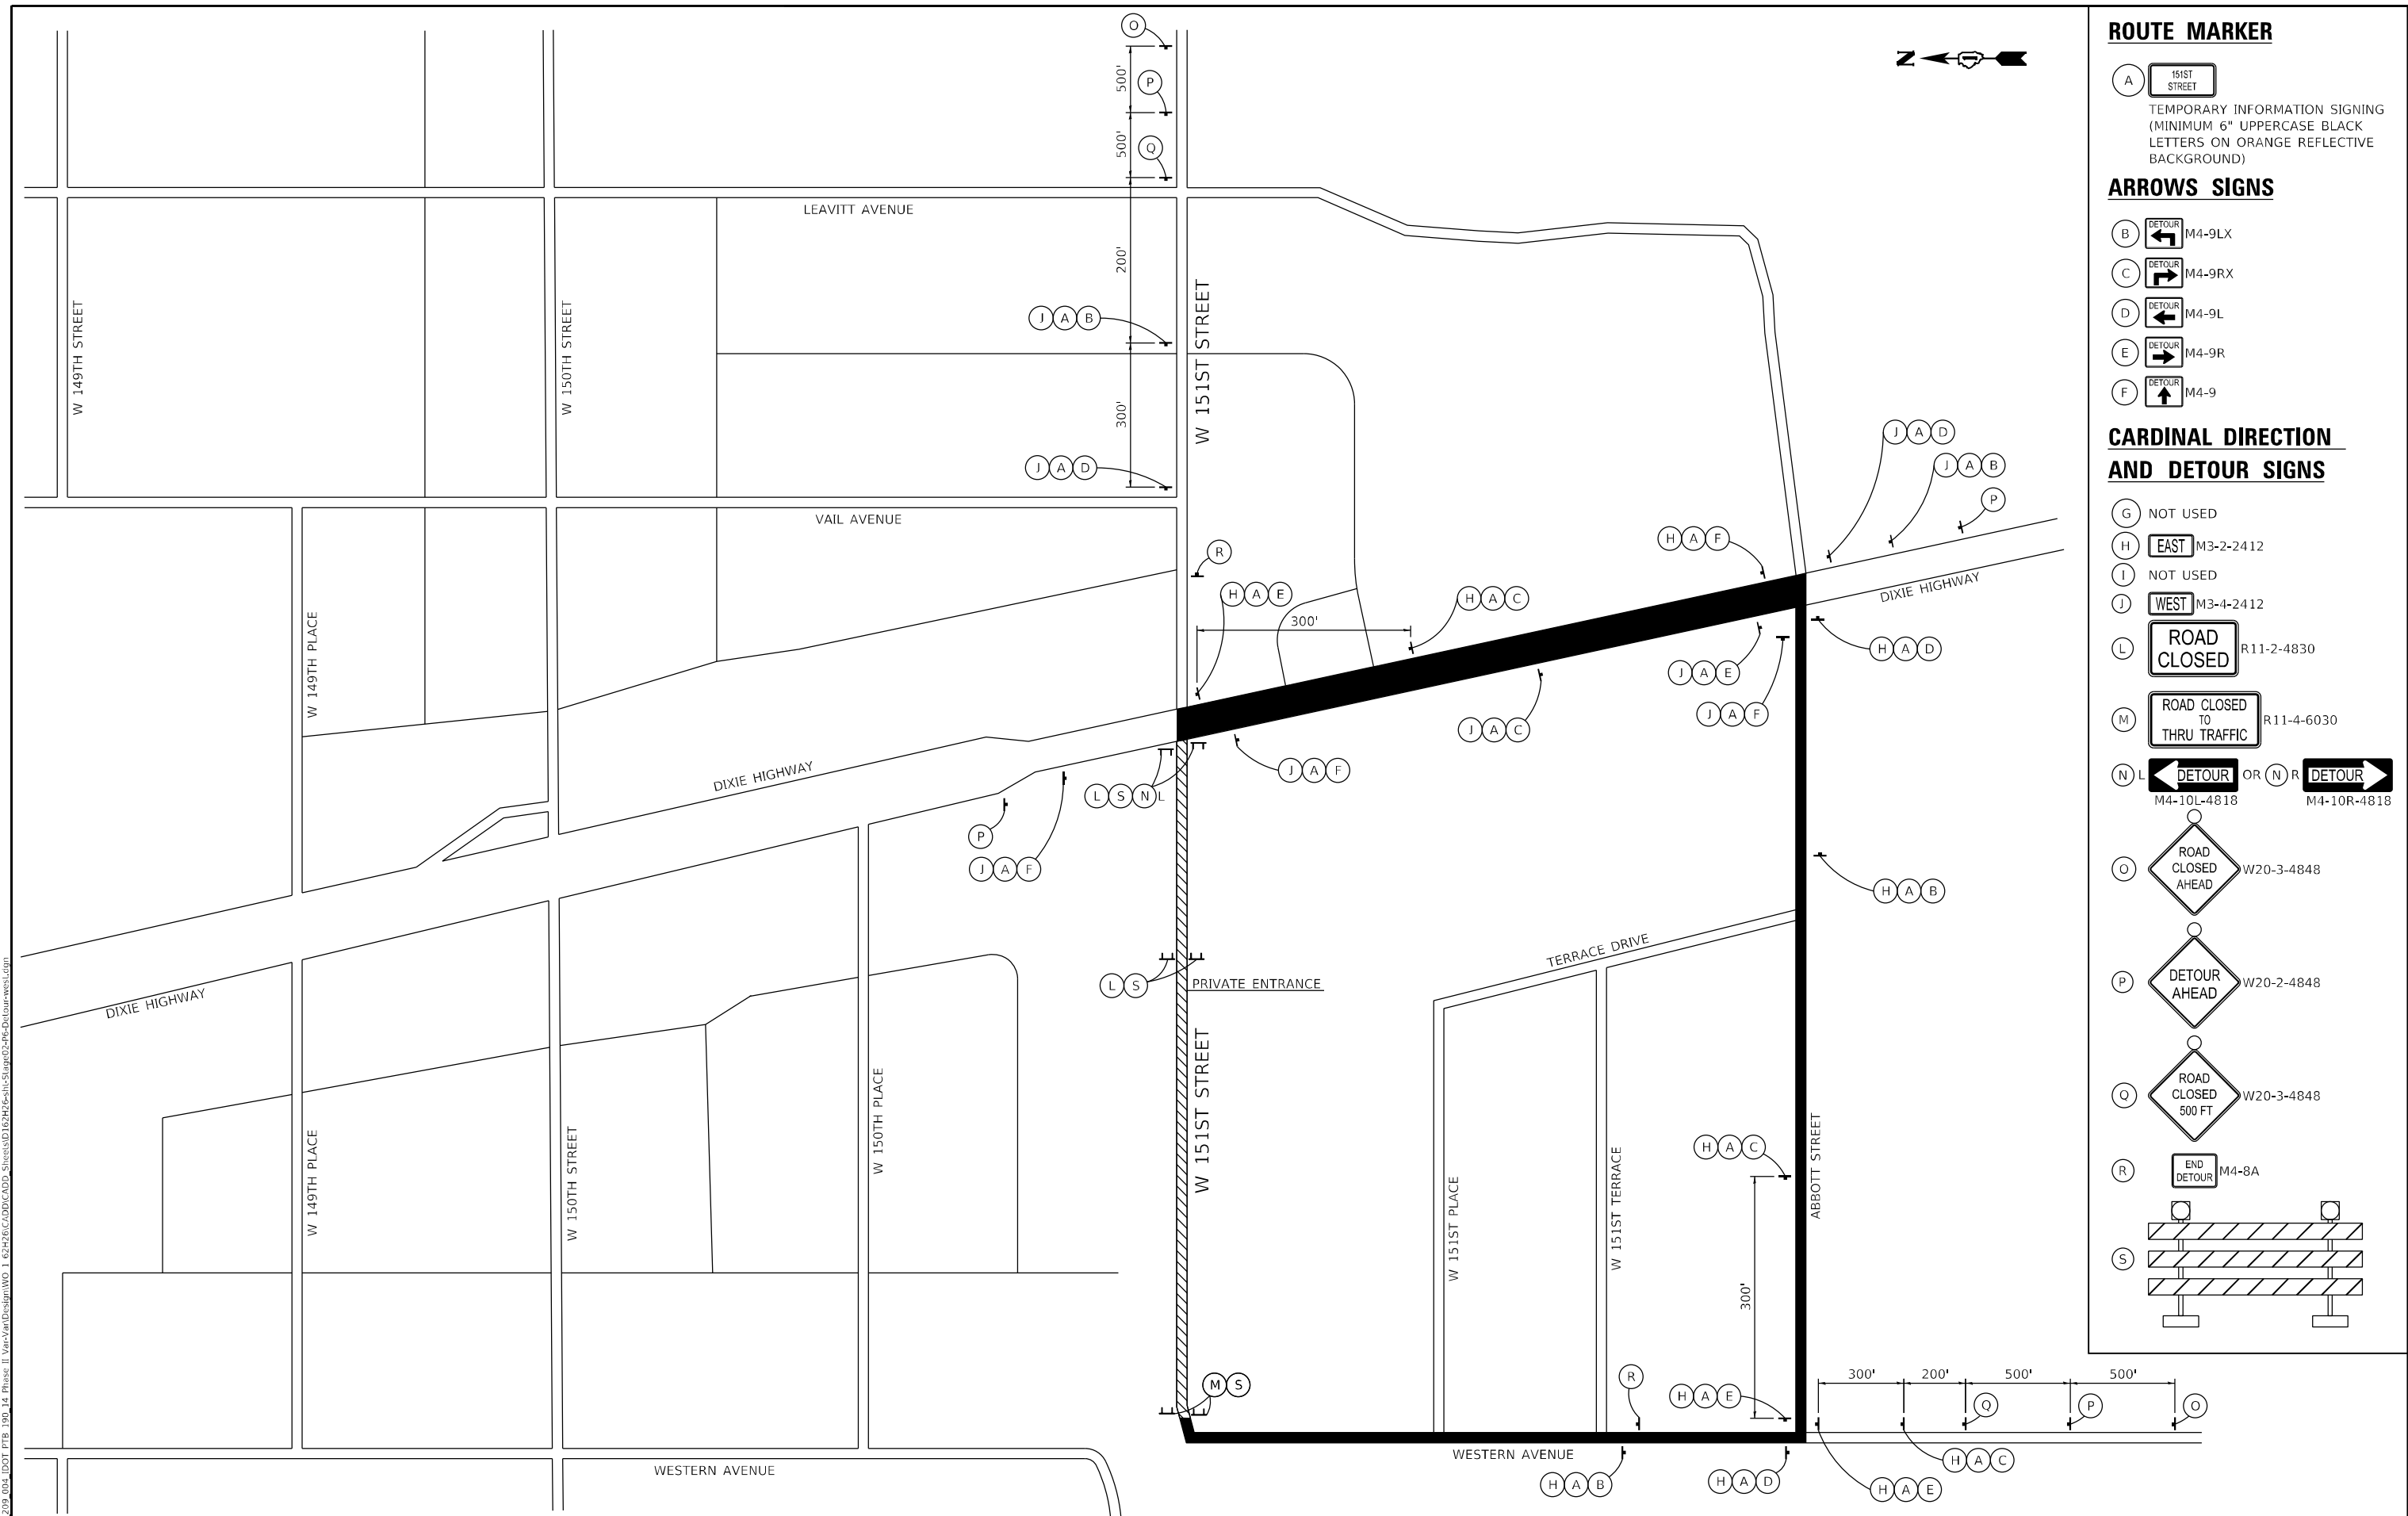 ROUTE MARKER
A
151ST
STREET
TEMPORARY INFORMATION SIGNING
(MINIMUM 6" UPPERCASE BLACK
LETTERS ON ORANGE REFLECTIVE
BACKGROUND)
ARROWS SIGNS
B DETOUR M4-9LX
C DETOUR M4-9RX
D DETOUR M4-9L
E DETOUR M4-9R
F DETOUR M4-9
CARDINAL DIRECTION
AND DETOUR SIGNS
G NOT USED
H EAST M3-2-2412
I NOT USED
J WEST M3-4-2412
L
ROAD
CLOSED
R11-2-4830
M
ROAD CLOSED
TO
THRU TRAFFIC
R11-4-6030
N L DETOUR OR N R DETOUR
M4-10L-4818 M4-10R-4818
O
ROAD
CLOSED
AHEAD
W20-3-4848
P
DETOUR
AHEAD
W20-2-4848
Q
ROAD
CLOSED
500 FT
W20-3-4848
R
END
DETOUR
M4-8A
S
N
O
500'
P
500'
Q
LEAVITT AVENUE
200'
W 149TH STREET
W 150TH STREET
J A B
W 151ST STREET
300'
J A D
VAIL AVENUE
J A D
J A B
P
R
H A F
H A E
H A C
300'
DIXIE HIGHWAY
W 149TH PLACE
H A D
J A E
J A F
J A C
J A F
DIXIE HIGHWAY
L S N L
P
J A F
H A B
TERRACE DRIVE
L S
PRIVATE ENTRANCE
DIXIE HIGHWAY
W 149TH PLACE
W 150TH STREET
W 150TH PLACE
W 151ST STREET
W 151ST PLACE
W 151ST TERRACE
H A C
ABBOTT STREET
300'
M S
R
H A E
300'
200'
500'
500'
Q
P
O
WESTERN AVENUE
WESTERN AVENUE
H A B
H A D
H A C
H A E